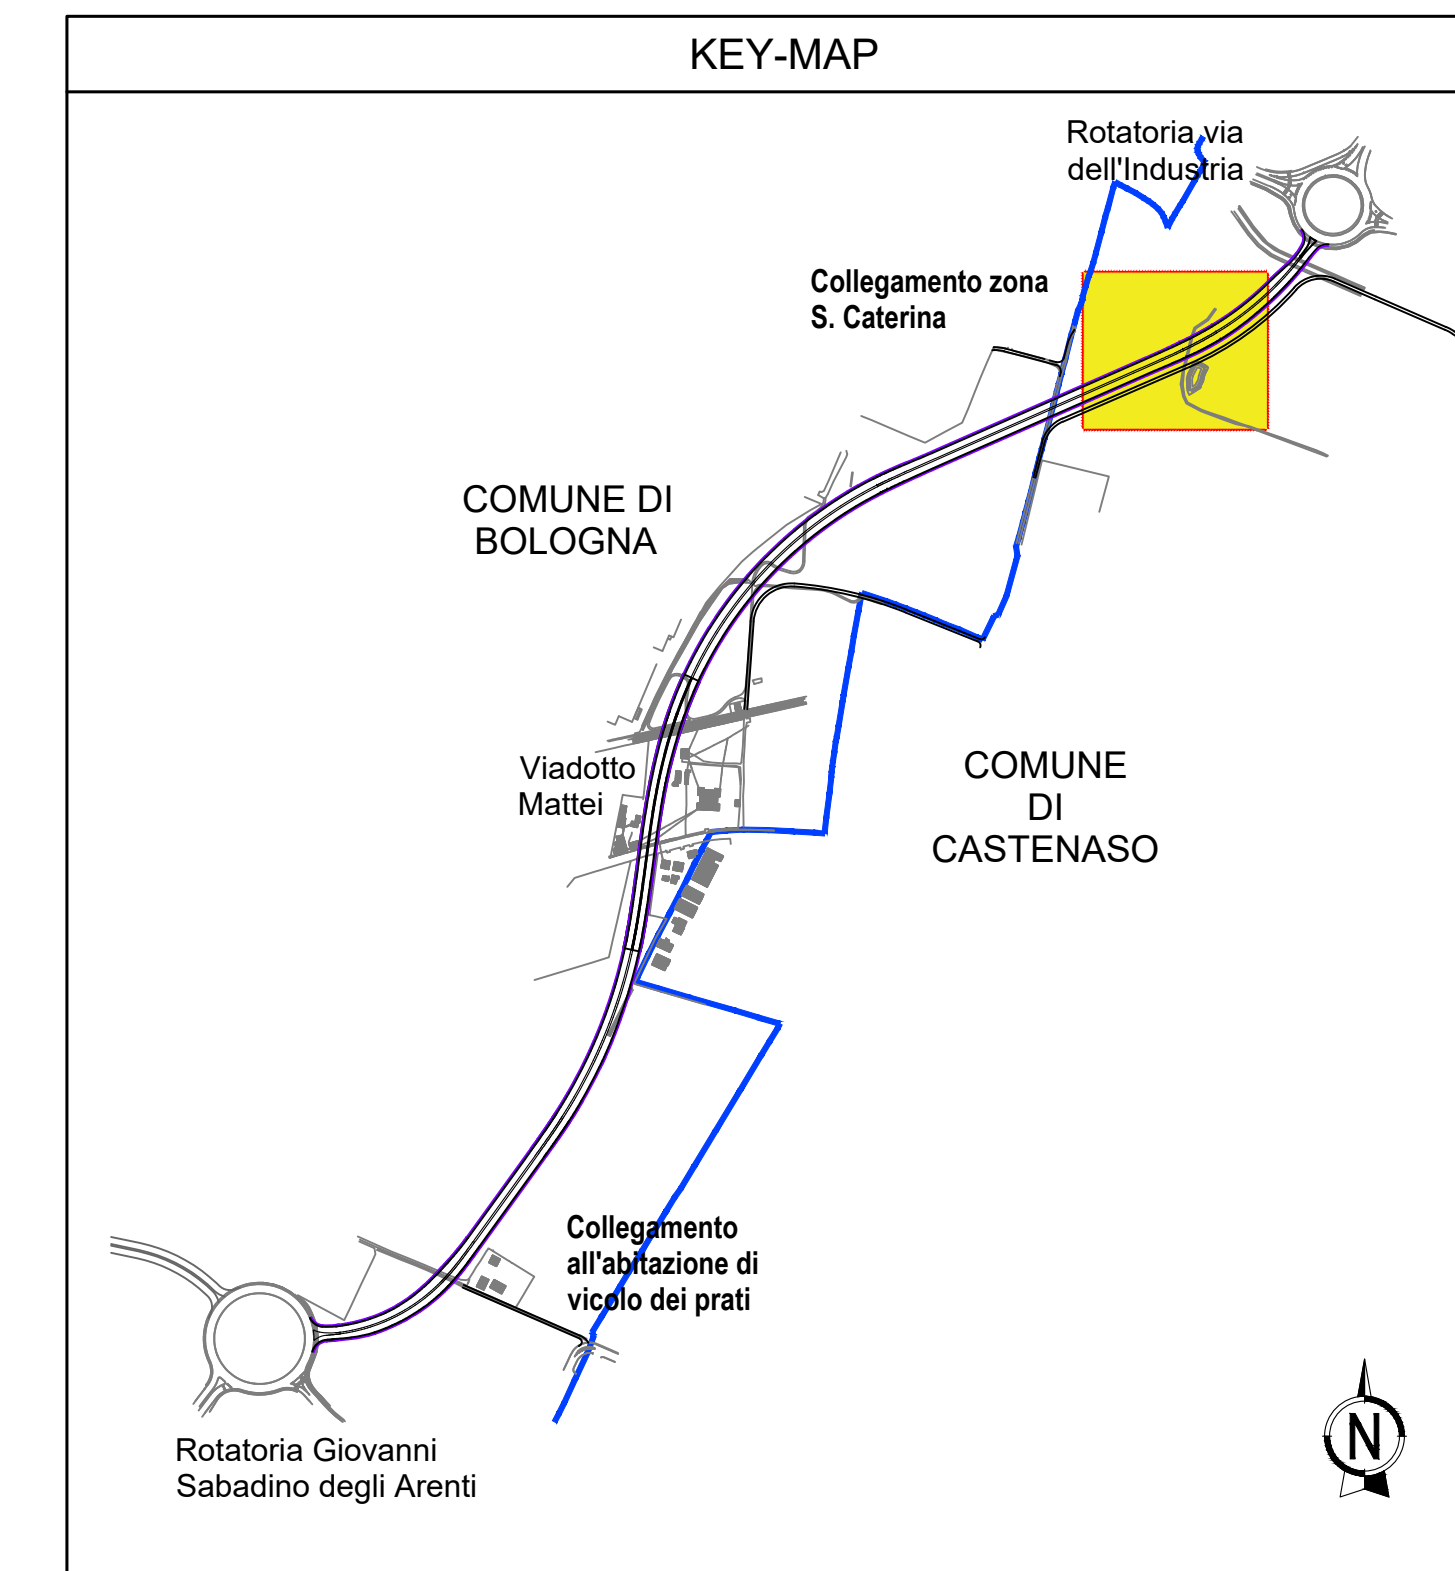 KEY-MAP
Rotatoria via
dell'Industria
Collegamento zona
S. Caterina
COMUNE DI
BOLOGNA
Viadotto
Mattei
COMUNE
DI
CASTENASO
Collegamento
all'abitazione di
vicolo dei prati
Rotatoria Giovanni
Sabadino degli Arenti
N